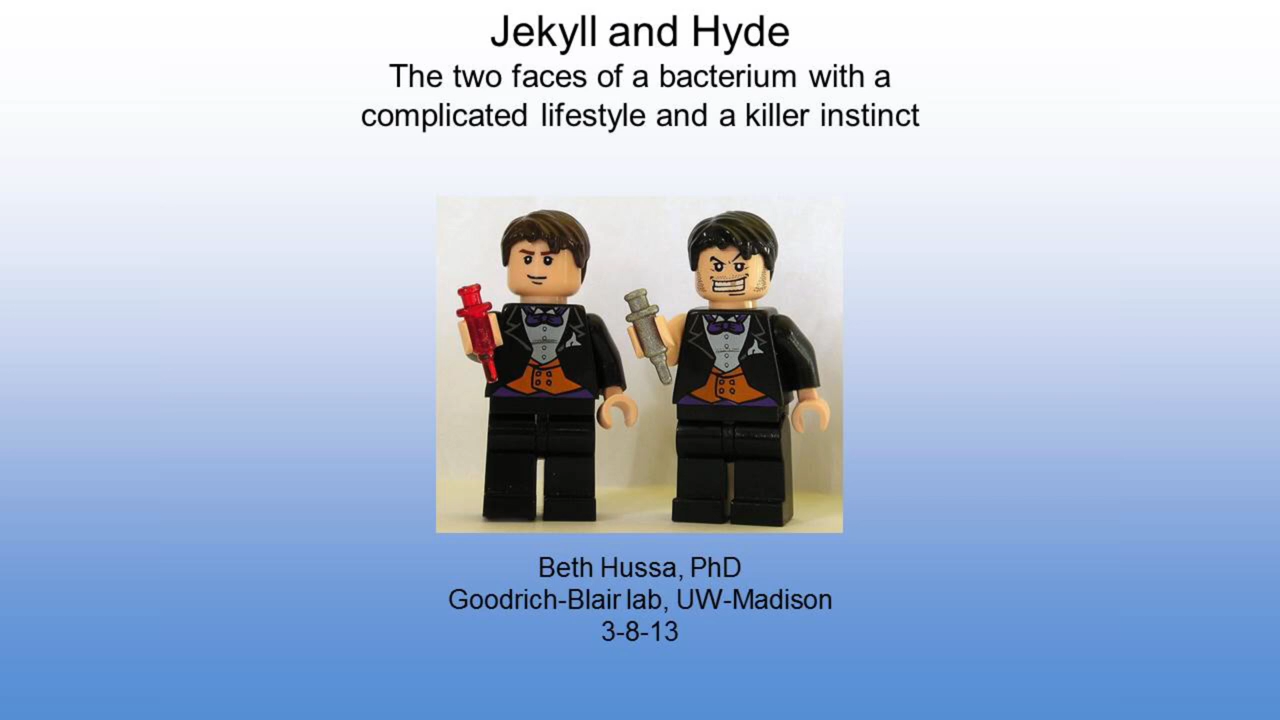 Jekyll and Hyde
The two faces of a bacterium with a
complicated lifestyle and a killer instinct
Beth Hussa, PhD
Goodrich-Blair lab, UW-Madison
3-8-13